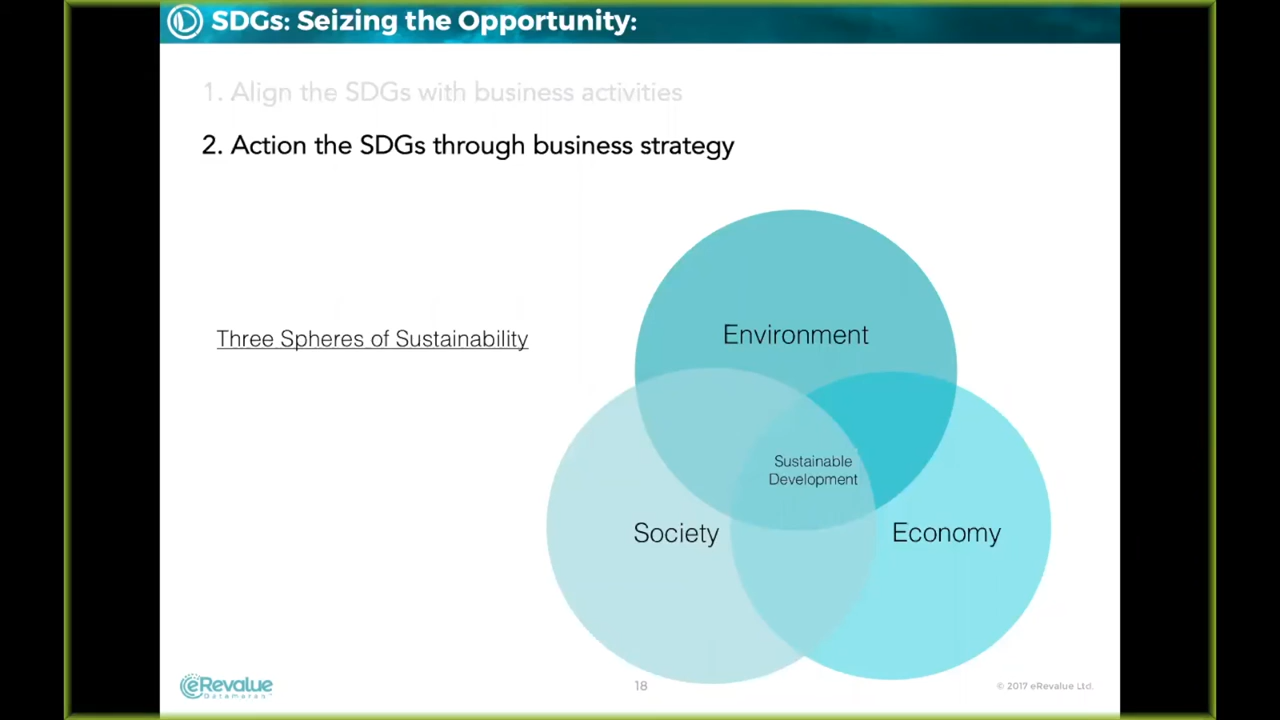 SDGs: Seizing the Opportunity:
1. Align the SDGs with business activities
2. Action the SDGs through business strategy
Three Spheres of Sustainability
Environment
Sustainable
Development
Society
Economy
eRevalue
Datamaran™
18
© 2017 eRevalue Ltd.